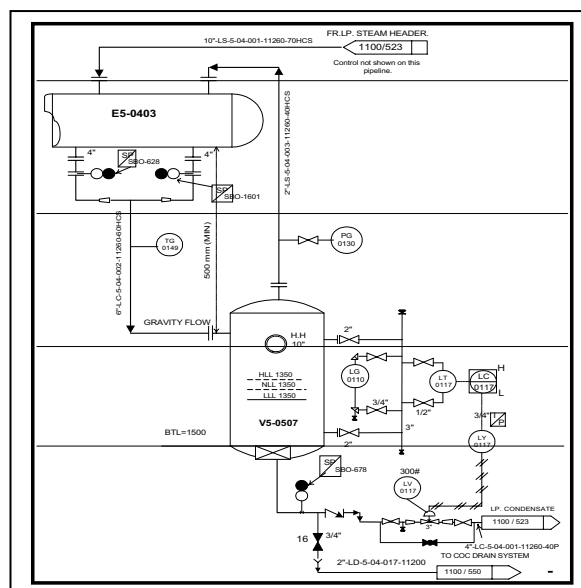 FR.LP. STEAM HEADER.
10"-LS-5-04-001-11260-70HCS
1100/523
Control not shown on this
pipeline.
E5-0403
4"
SP
SBO-628
4"
SP
SBO-1601
2"-LS-5-04-003-11260-40HCS
6"-LC-5-04-002-11260-60HCS
TG
0149
500 mm (MIN)
PG
0130
GRAVITY FLOW
H.H
10"
2"
HLL 1350
NLL 1350
LLL 1350
LG
0110
LT
0117
LC
0117
H
L
3/4"
1/2"
3/4"
I
P
V5-0507
3"
BTL=1500
2"
LY
0117
SP
SBO-678
300#
LV
0117
LP. CONDENSATE
3"
1100 / 523
16
3/4"
4"-LC-5-04-001-11260-40P
TO COC DRAIN SYSTEM
2"-LD-5-04-017-11200
1100 / 550
-